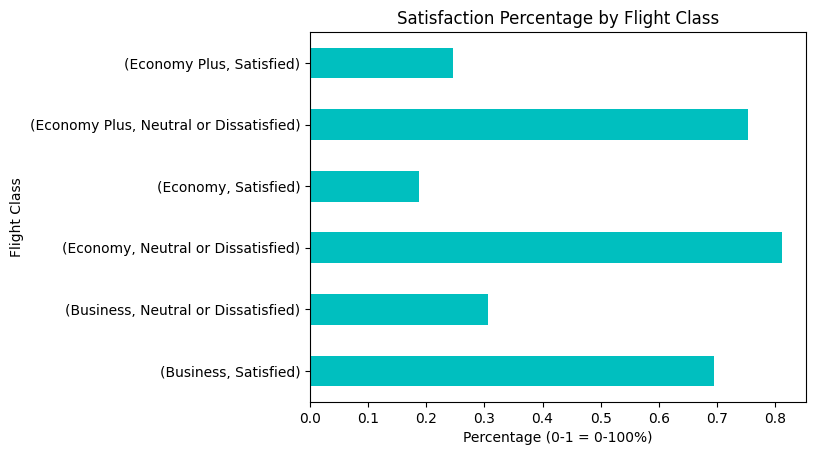 Satisfaction Percentage by Flight Class
(Economy Plus, Satisfied)
(Economy Plus, Neutral or Dissatisfied)
(Economy, Satisfied)
(Economy, Neutral or Dissatisfied)
(Business, Neutral or Dissatisfied)
(Business, Satisfied)
Flight Class
0.0 0.1 0.2 0.3 0.4 0.5 0.6 0.7 0.8
Percentage (0-1 = 0-100%)